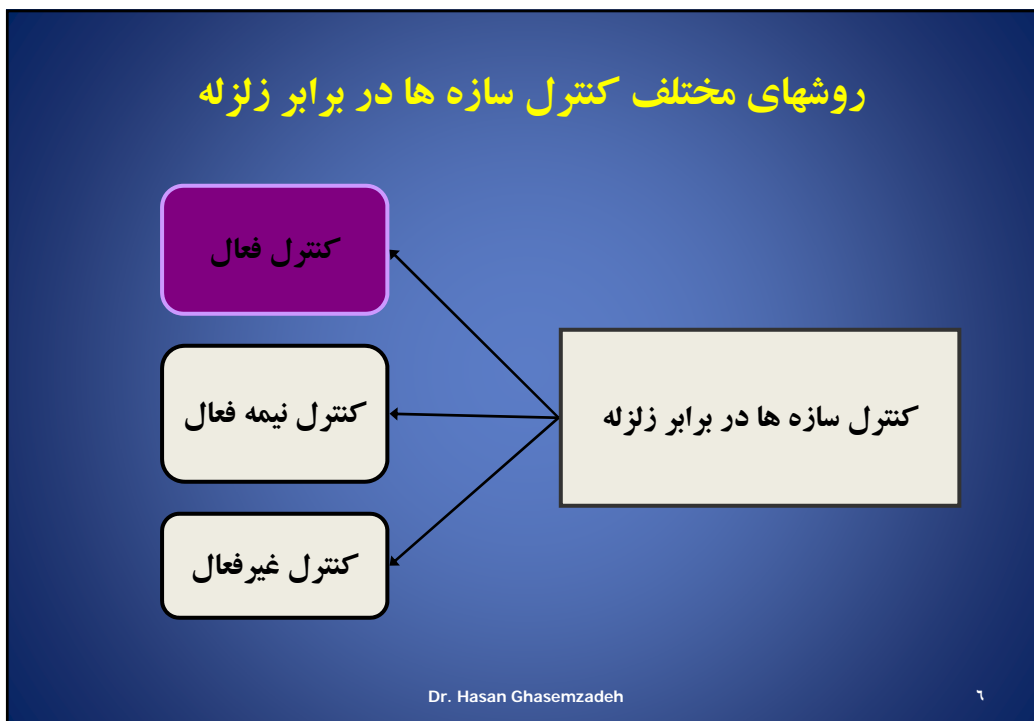 روشهای مختلف کنترل سازه ها در برابر زلزله
کنترل سازه ها در برابر زلزله
کنترل فعال
کنترل نیمه فعال
کنترل غیرفعال
Dr. Hasan Ghasemzadeh
٦